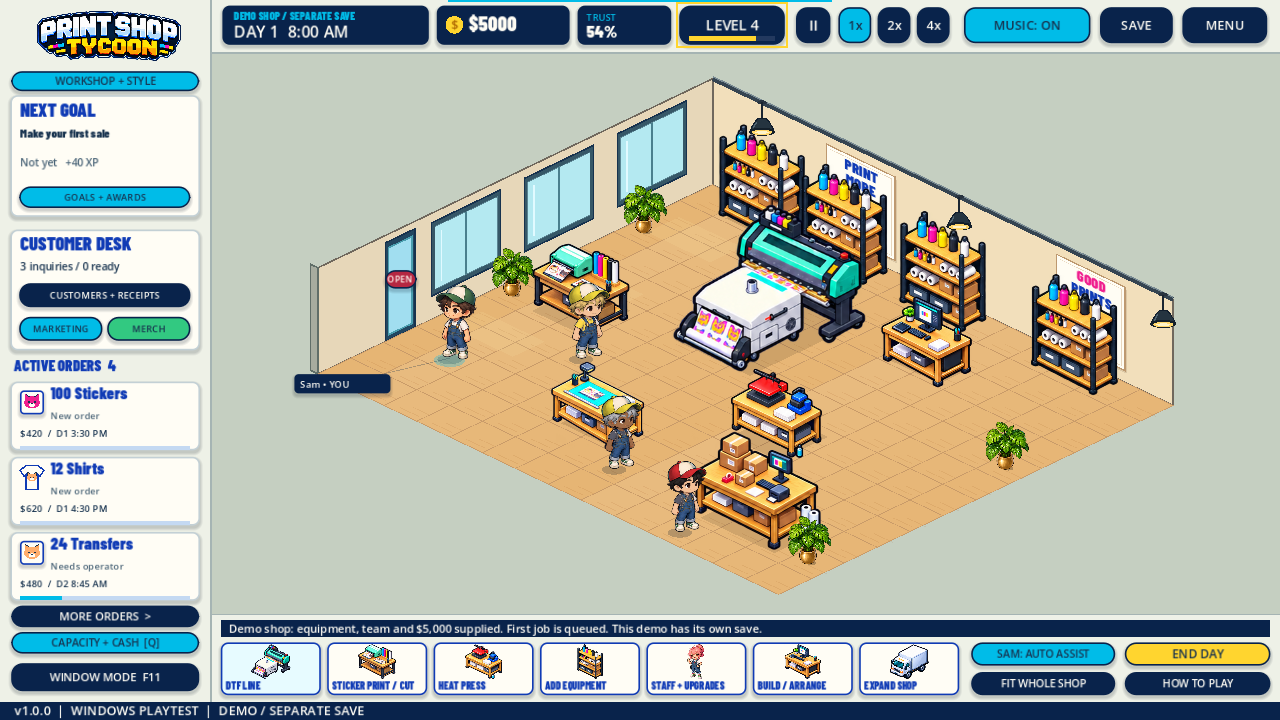 PRINT SHOP
TYCOON
WORKSHOP + STYLE
NEXT GOAL
Make your first sale
Not yet +40 XP
GOALS + AWARDS
CUSTOMER DESK
3 inquiries / 0 ready
CUSTOMERS + RECEIPTS
MARKETING
MERCH
ACTIVE ORDERS 4
100 Stickers
New order
$420 / D1 3:30 PM
12 Shirts
New order
$620 / D1 4:30 PM
24 Transfers
Needs operator
$480 / D2 8:45 AM
MORE ORDERS >
CAPACITY + CASH [Q]
WINDOW MODE F11
DEMO SHOP / SEPARATE SAVE
DAY 1 8:00 AM
$ $5000
TRUST
54%
LEVEL 4
II
1x
2x
4x
MUSIC: ON
SAVE
MENU
PRINT
MORE
GOOD
PRINTS
OPEN
Sam • YOU
Demo shop: equipment, team and $5,000 supplied. First job is queued. This demo has its own save.
DTF LINE
STICKER PRINT / CUT
HEAT PRESS
ADD EQUIPMENT
STAFF + UPGRADES
BUILD / ARRANGE
EXPAND SHOP
SAM: AUTO ASSIST
END DAY
FIT WHOLE SHOP
HOW TO PLAY
v1.0.0 | WINDOWS PLAYTEST | DEMO / SEPARATE SAVE